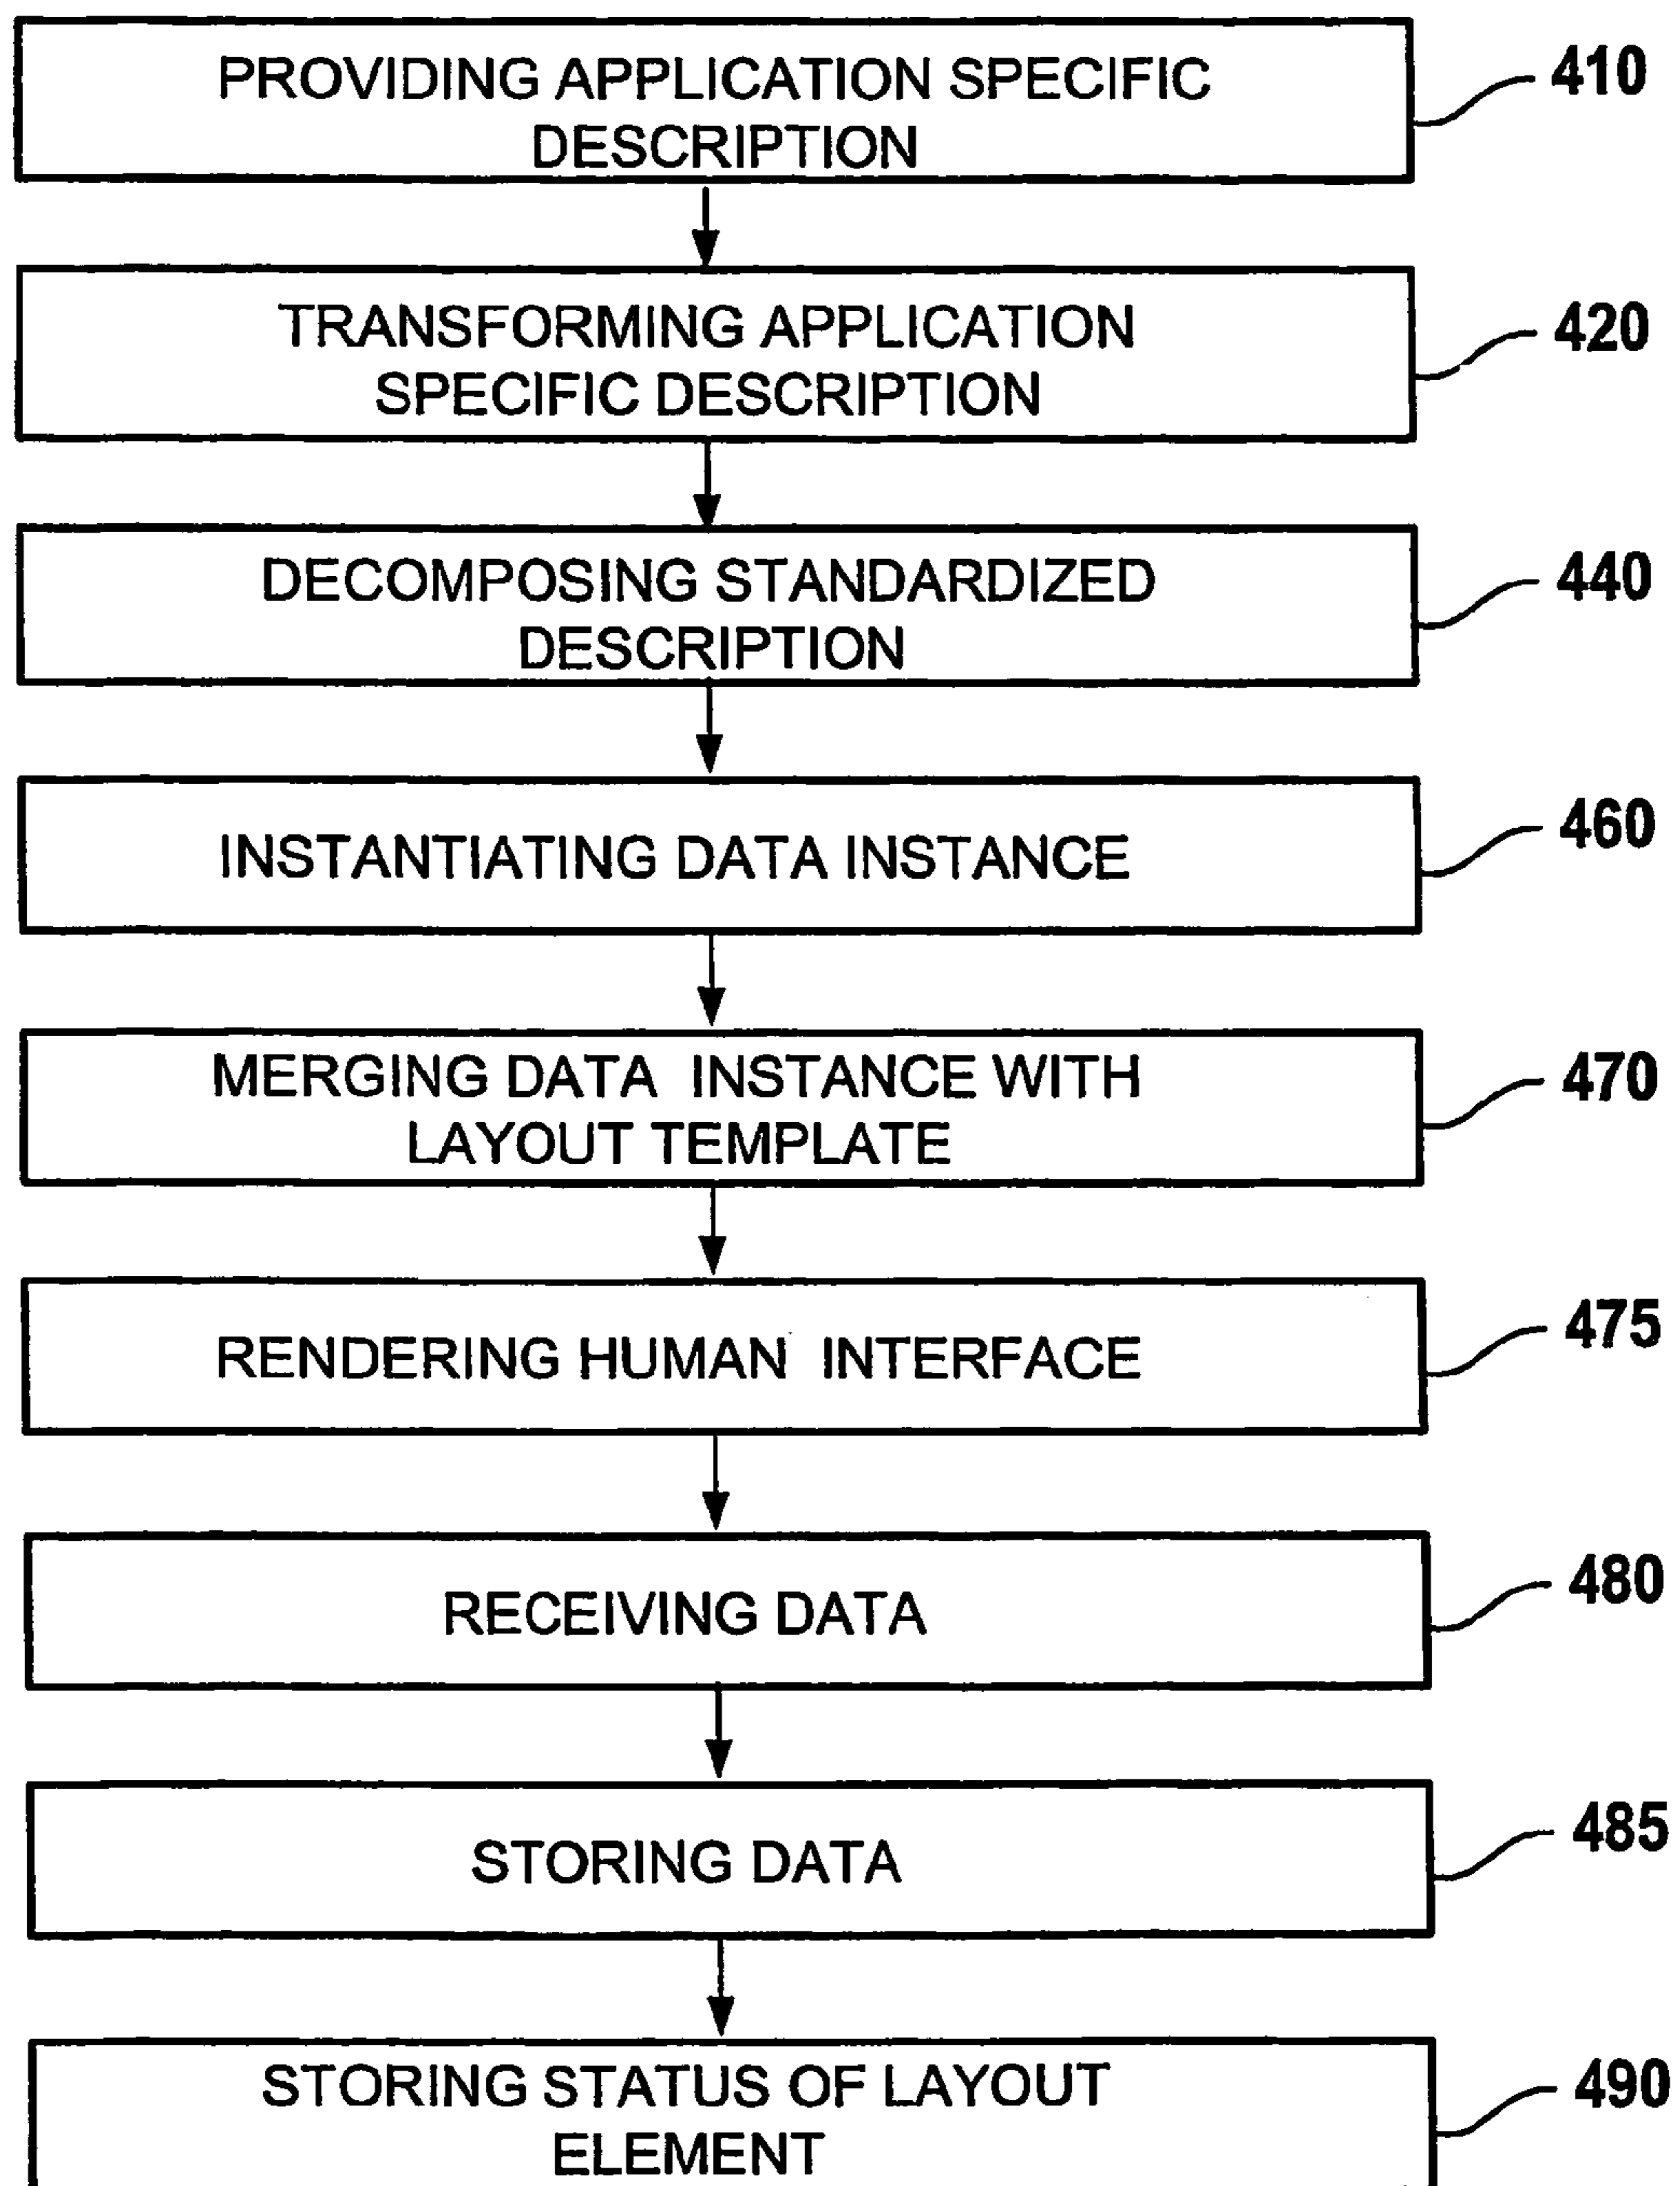 PROVIDING APPLICATION SPECIFIC
DESCRIPTION
410
TRANSFORMING APPLICATION
SPECIFIC DESCRIPTION
420
DECOMPOSING STANDARDIZED
DESCRIPTION
440
INSTANTIATING DATA INSTANCE
460
MERGING DATA INSTANCE WITH
LAYOUT TEMPLATE
470
RENDERING HUMAN INTERFACE
475
RECEIVING DATA
480
STORING DATA
485
STORING STATUS OF LAYOUT
ELEMENT
490